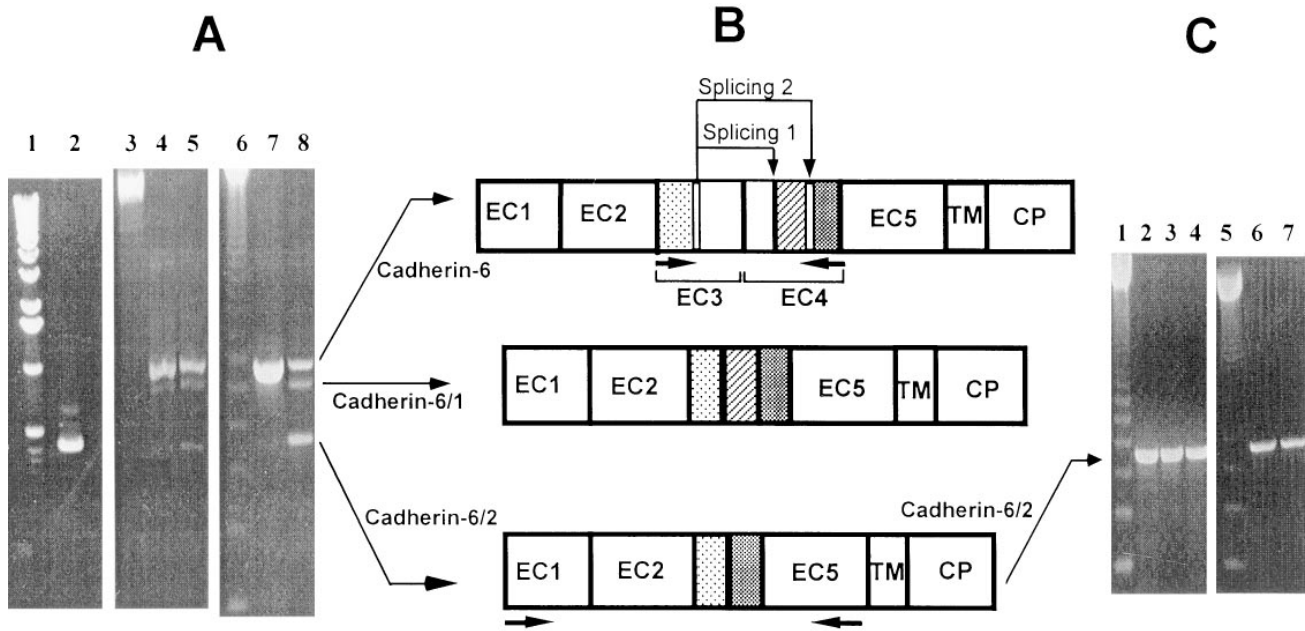 A
B
C
1 2
3 4 5
6 7 8
Splicing 2
Splicing 1
EC1 EC2 EC5 TM CP
EC3 EC4
Cadherin-6
EC1 EC2 EC5 TM CP
Cadherin-6/1
Cadherin-6/2
EC1 EC2 EC5 TM CP
Cadherin-6/2
1 2 3 4
5 6 7